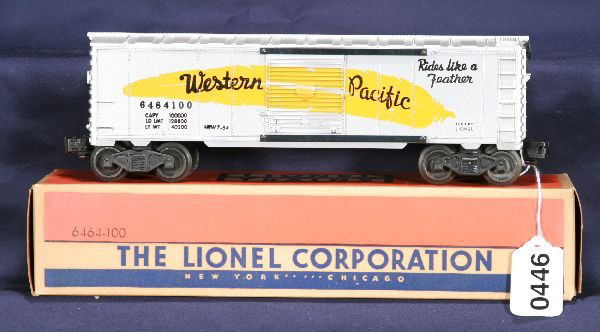 Rides Like a
Feather
Western Pacific
6464100
CAPY 100000
LD LMT 128800
LT WT 40200 NEW 7-54
LIONEL
6464-100
THE LIONEL CORPORATION
NEW YORK CHICAGO
0446